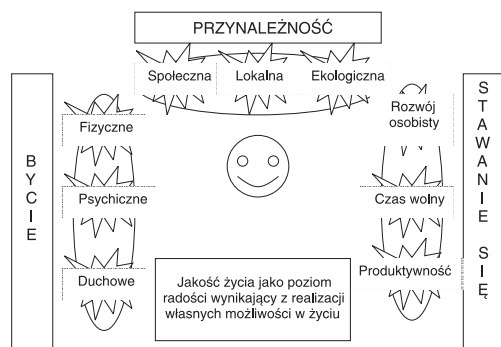 PRZYNALEŻNOŚĆ
Społeczna
Lokalna
Ekologiczna
BYCIE
Fizyczne
Psychiczne
Duchowe
STAWANIE SIĘ
Rozwój
osobisty
Czas wolny
Produktywność
Jakość życia jako poziom
radości wynikający z realizacji
własnych możliwości w życiu